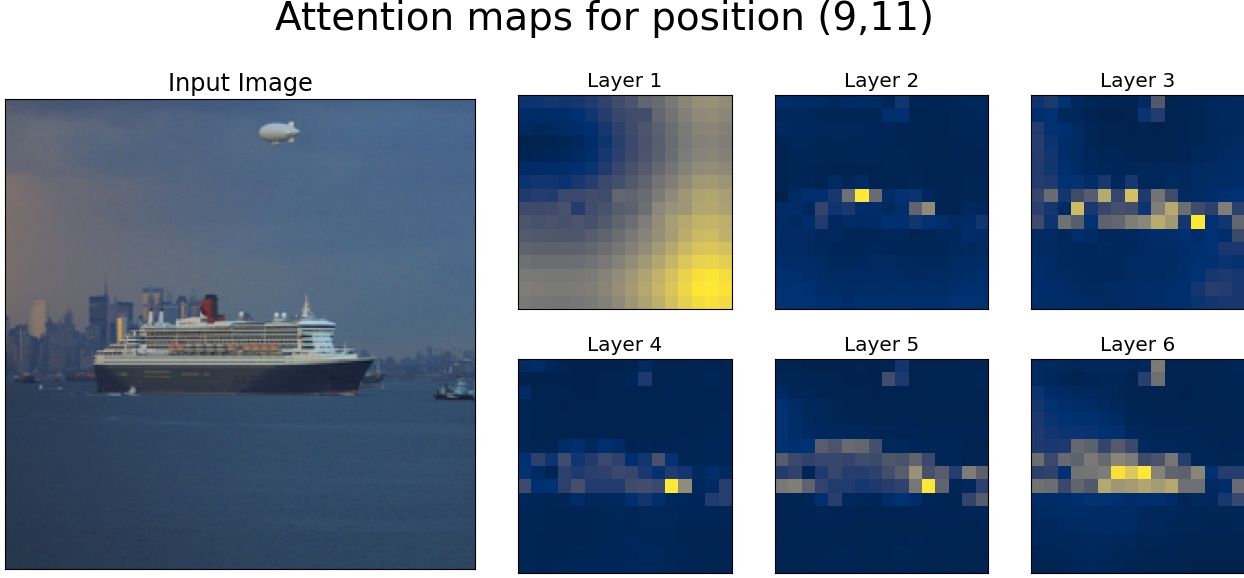 Attention maps for position (9,11)
Input Image
Layer 1
Layer 2
Layer 3
Layer 4
Layer 5
Layer 6